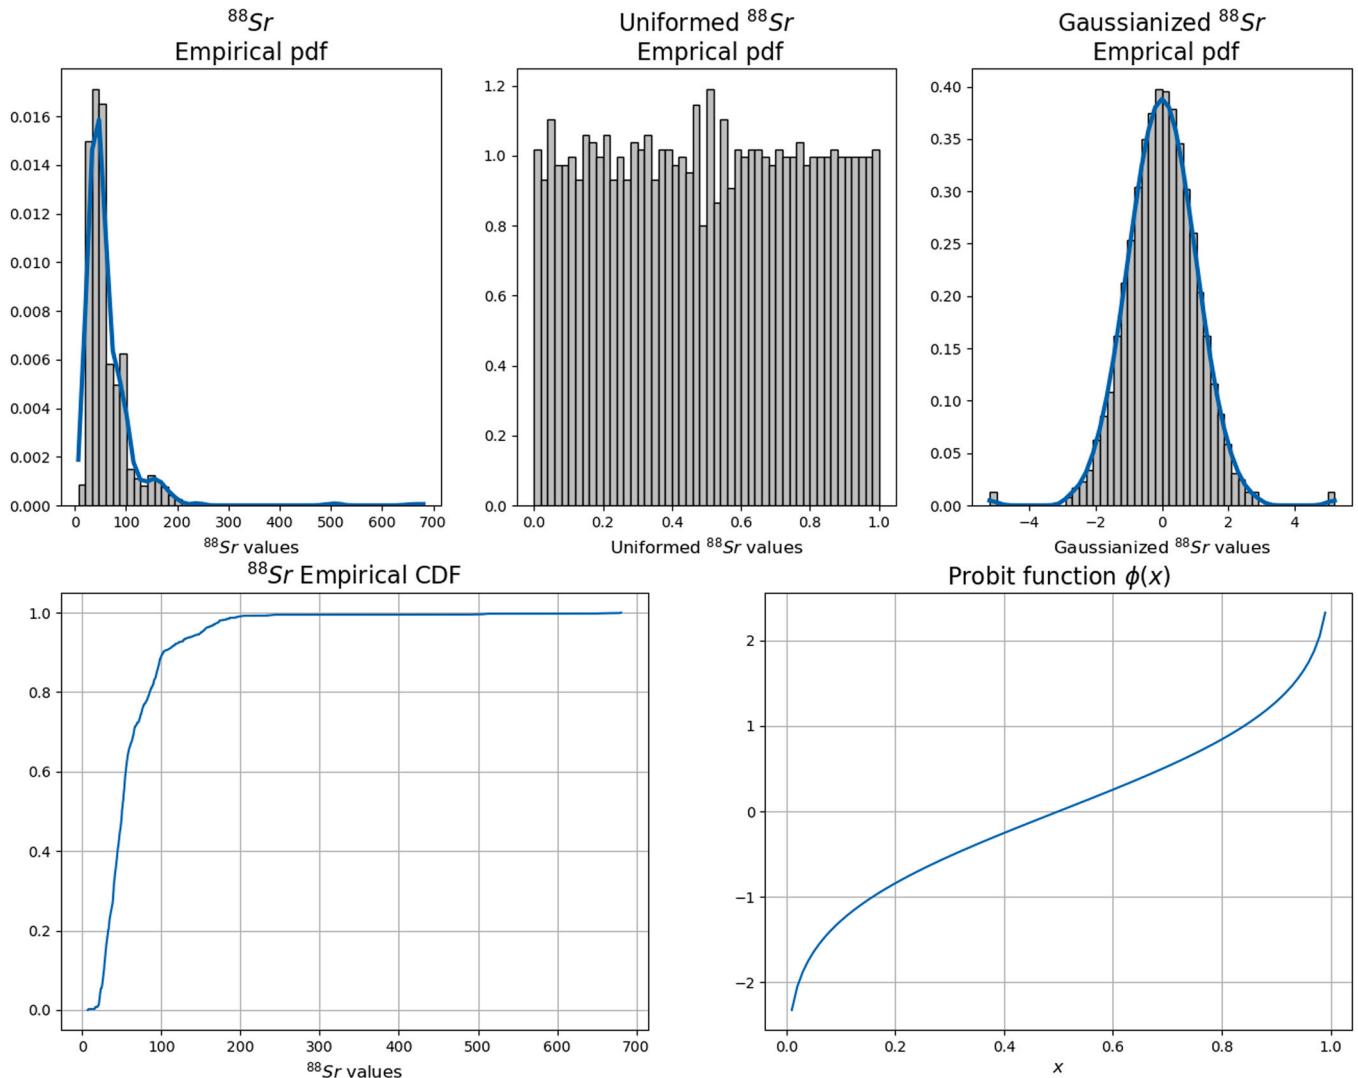 ⁸⁸Sr
Empirical pdf
0.016
0.014
0.012
0.010
0.008
0.006
0.004
0.002
0.000
0 100 200 300 400 500 600 700
⁸⁸Sr values
Uniformed ⁸⁸Sr
Emprical pdf
1.2
1.0
0.8
0.6
0.4
0.2
0.0
0.0 0.2 0.4 0.6 0.8 1.0
Uniformed ⁸⁸Sr values
Gaussianized ⁸⁸Sr
Emprical pdf
0.40
0.35
0.30
0.25
0.20
0.15
0.10
0.05
0.00
−4 −2 0 2 4
Gaussianized ⁸⁸Sr values
⁸⁸Sr Empirical CDF
1.0
0.8
0.6
0.4
0.2
0.0
0 100 200 300 400 500 600 700
⁸⁸Sr values
Probit function ϕ(x)
2
1
0
−1
−2
0.0 0.2 0.4 0.6 0.8 1.0
x